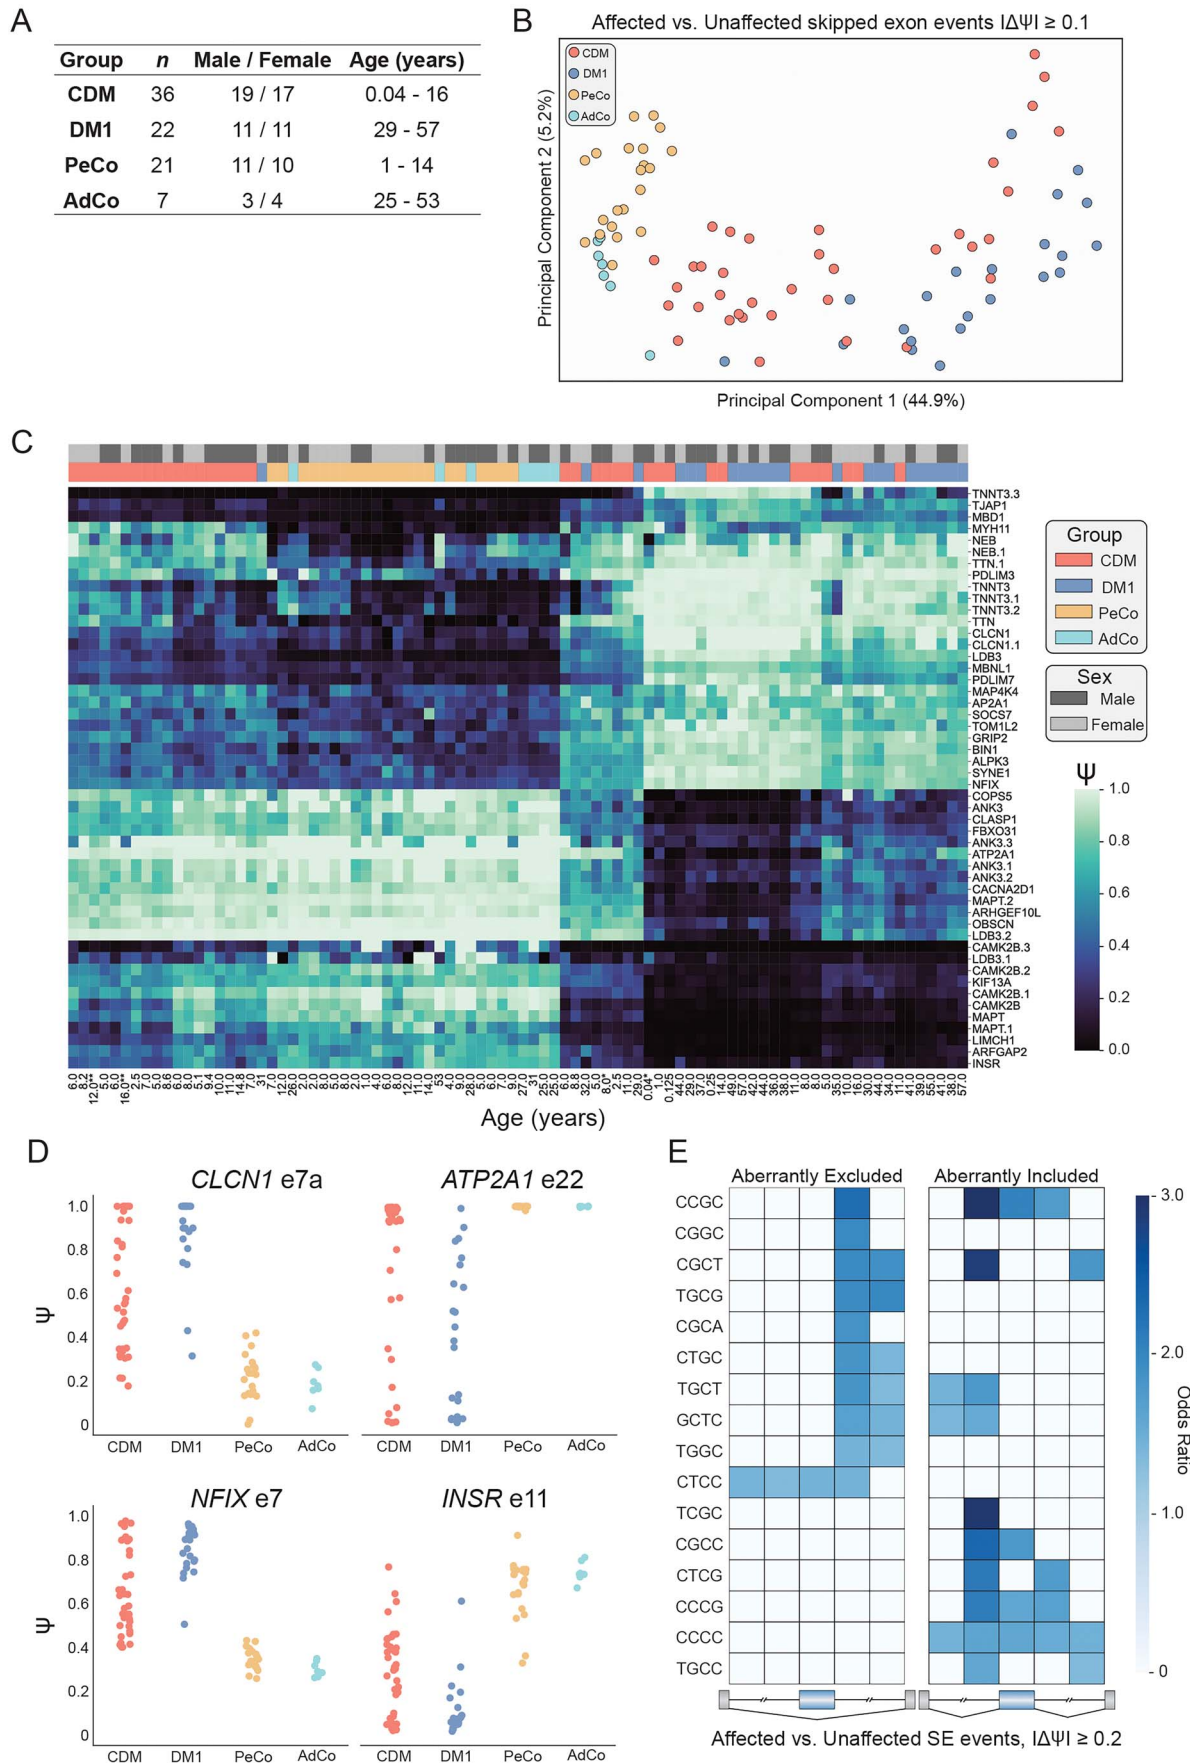 A
Group n Male / Female Age (years)
CDM 36 19 / 17 0.04 - 16
DM1 22 11 / 11 29 - 57
PeCo 21 11 / 10 1 - 14
AdCo 7 3 / 4 25 - 53
B
Affected vs. Unaffected skipped exon events |ΔΨ| ≥ 0.1
CDM
DM1
PeCo
AdCo
Principal Component 2 (5.2%)
Principal Component 1 (44.9%)
C
TNNT3.3
TJAP1
MBD1
MYH11
NEB
NEB.1
TTN.1
PDLIM3
TNNT3
TNNT3.1
TNNT3.2
TTN
CLCN1
CLCN1.1
LDB3
MBNL1
PDLIM7
MAP4K4
AP2A1
SOCS7
TOM1L2
GRIP2
BIN1
ALPK3
SYNE1
NFIX
COPS5
ANK3
CLASP1
FBXO31
ANK3.3
ATP2A1
ANK3.1
ANK3.2
CACNA2D1
MAPT.2
ARHGEF10L
OBSCN
LDB3.2
CAMK2B.3
LDB3.1
CAMK2B.2
KIF13A
CAMK2B.1
CAMK2B
MAPT
MAPT.1
LIMCH1
ARFGAP2
INSR
Group
CDM
DM1
PeCo
AdCo
Sex
Male
Female
Ψ
1.0
0.8
0.6
0.4
0.2
0.0
Age (years)
D
CLCN1 e7a
ATP2A1 e22
Ψ
1.0
0.8
0.6
0.4
0.2
0
CDM DM1 PeCo AdCo CDM DM1 PeCo AdCo
NFIX e7
INSR e11
Ψ
1.0
0.8
0.6
0.4
0.2
0
CDM DM1 PeCo AdCo CDM DM1 PeCo AdCo
E
Aberrantly Excluded Aberrantly Included
CCGC
CGGC
CGCT
TGCG
CGCA
CTGC
TGCT
GCTC
TGGC
CTCC
TCGC
CGCC
CTCG
CCCG
CCCC
TGCC
3.0
2.0
1.0
0
Odds Ratio
Affected vs. Unaffected SE events, |ΔΨ| ≥ 0.2